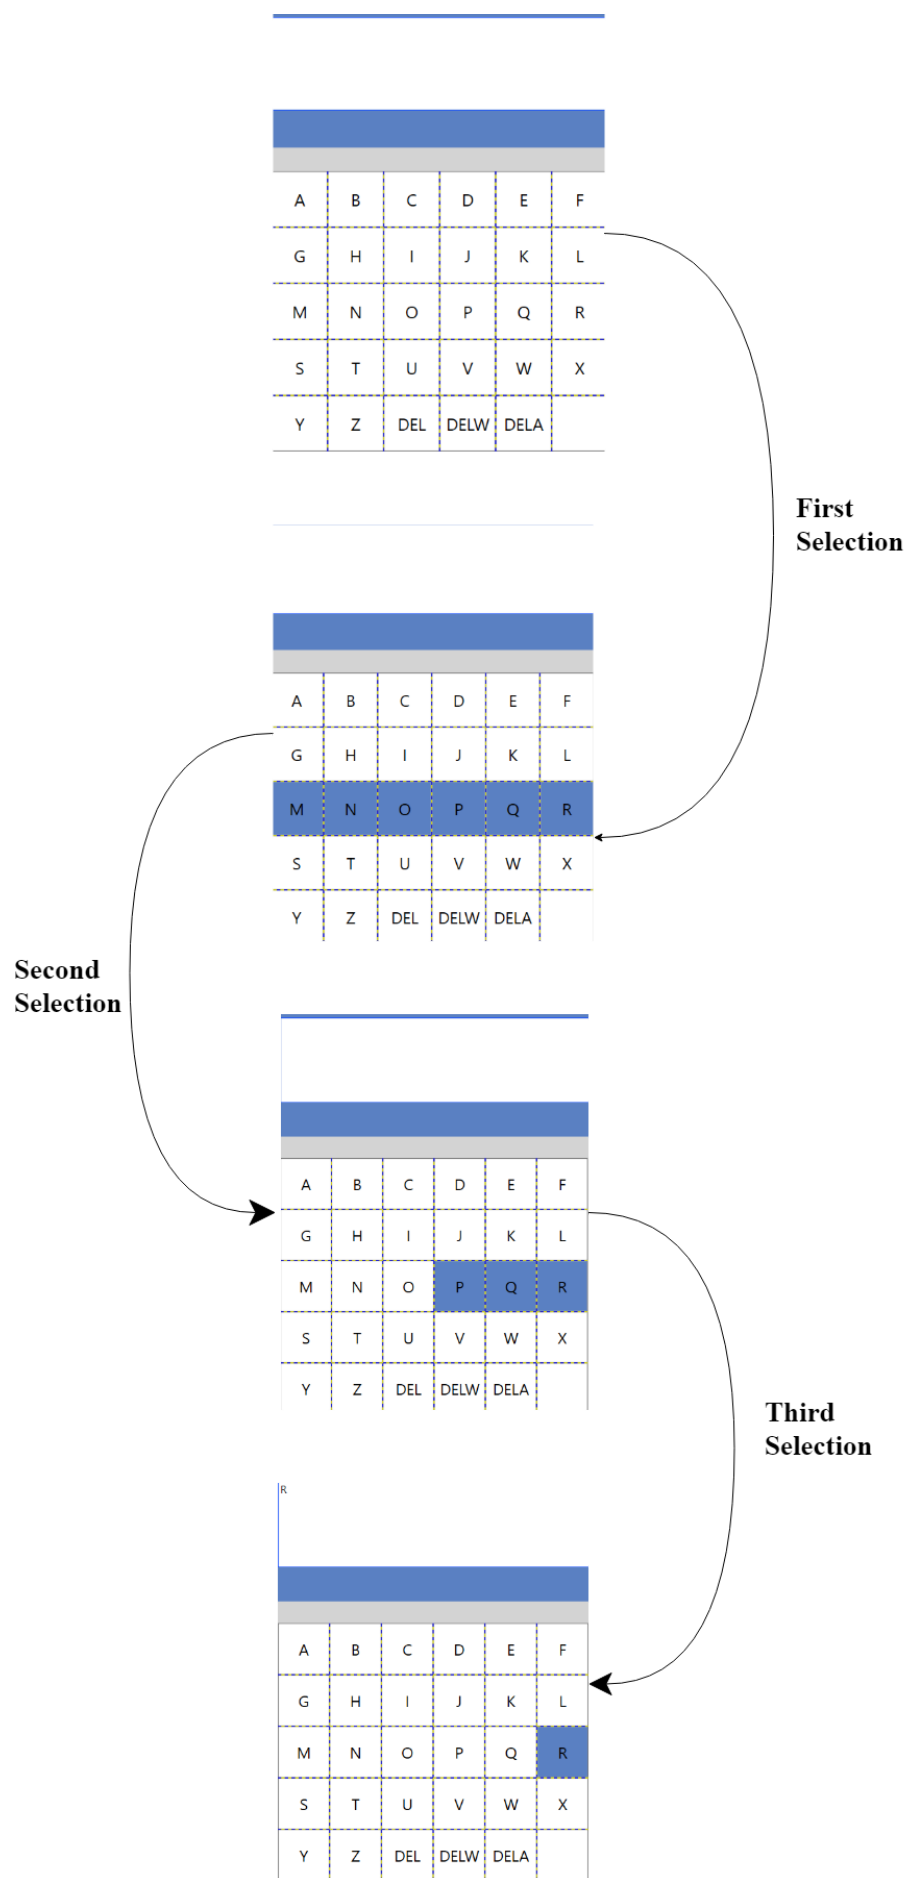 A B C D E F
G H I J K L
M N O P Q R
S T U V W X
Y Z DEL DELW DELA
First
Selection
A B C D E F
G H I J K L
M N O P Q R
S T U V W X
Y Z DEL DELW DELA
Second
Selection
A B C D E F
G H I J K L
M N O P Q R
S T U V W X
Y Z DEL DELW DELA
Third
Selection
R
A B C D E F
G H I J K L
M N O P Q R
S T U V W X
Y Z DEL DELW DELA